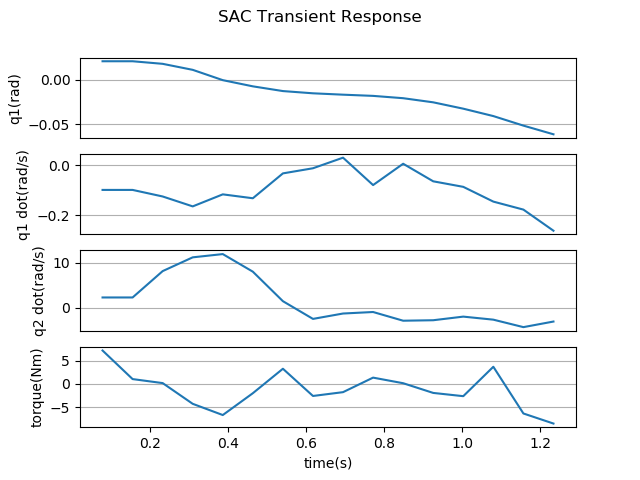 SAC Transient Response
q1(rad)
0.00
−0.05
q1 dot(rad/s)
0.0
−0.2
q2 dot(rad/s)
10
0
torque(Nm)
5
0
−5
0.2 0.4 0.6 0.8 1.0 1.2
time(s)